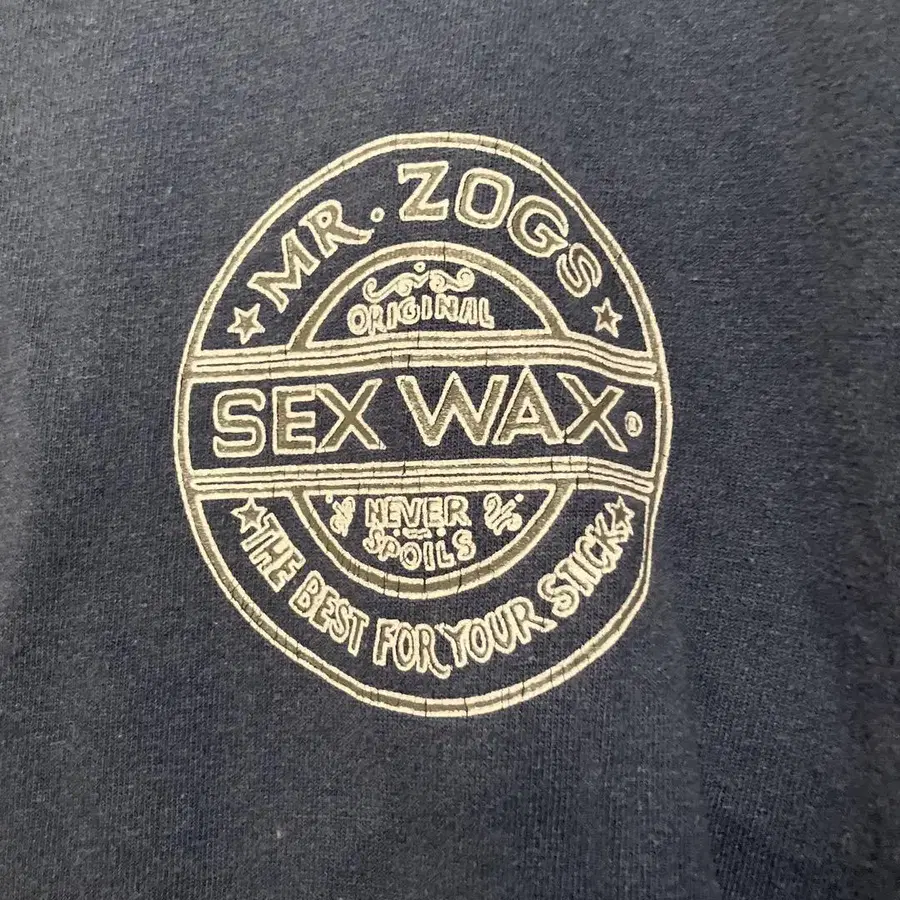 MR. ZOGS
ORIGINAL
SEX WAX®
NEVER
SPOILS
THE BEST FOR YOUR STICK